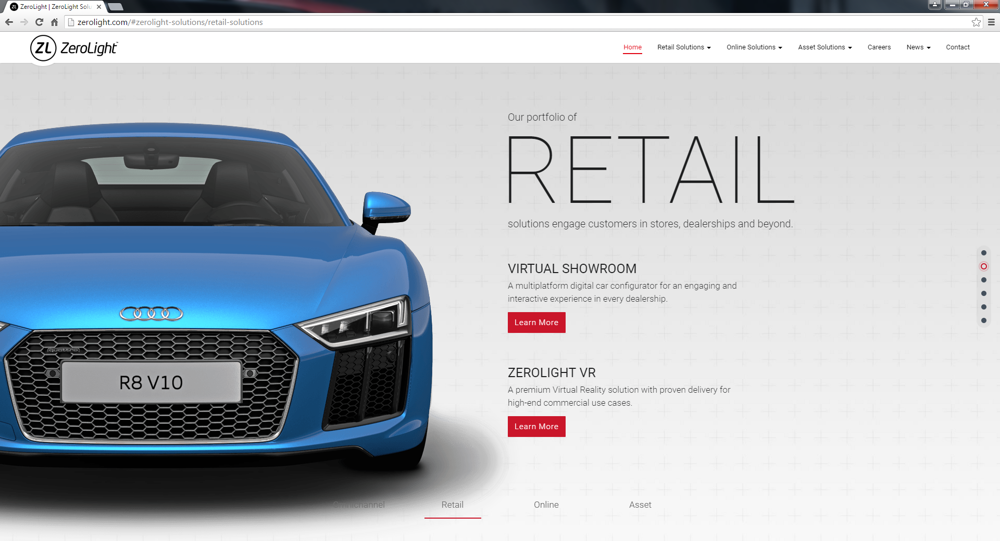 ZL ZeroLight | ZeroLight Solu
zerolight.com/#zerolight-solutions/retail-solutions
ZL ZeroLight™
Home Retail Solutions Online Solutions Asset Solutions Careers News Contact
Our portfolio of
RETAIL
solutions engage customers in stores, dealerships and beyond.
VIRTUAL SHOWROOM
A multiplatform digital car configurator for an engaging and
interactive experience in every dealership.
Learn More
ZEROLIGHT VR
A premium Virtual Reality solution with proven delivery for
high-end commercial use cases.
Learn More
quattro
R8 V10
Omnichannel Retail Online Asset